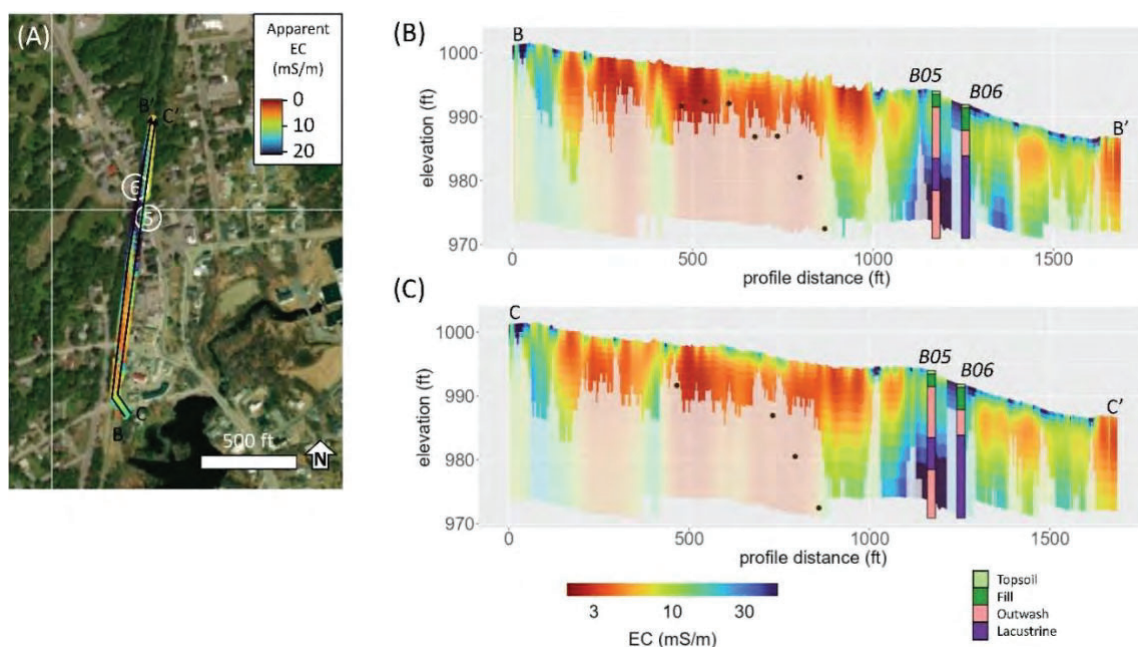 (A)
Apparent
EC
(mS/m)
0
10
20
B'
C'
6
5
C
B
500 ft
N
(B)
B
B05
B06
B'
1000
990
980
970
elevation (ft)
0
500
1000
1500
profile distance (ft)
(C)
C
B05
B06
C'
1000
990
980
970
elevation (ft)
0
500
1000
1500
profile distance (ft)
3
10
30
EC (mS/m)
Topsoil
Fill
Outwash
Lacustrine